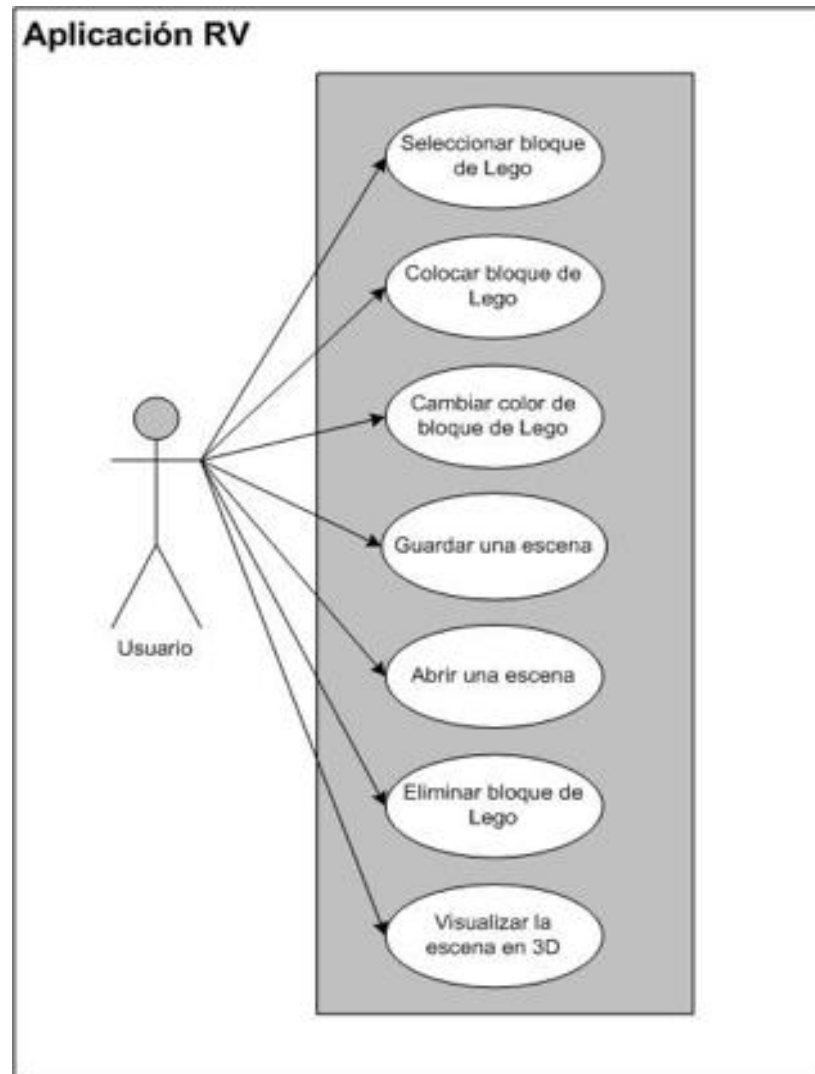 Aplicación RV
Seleccionar bloque
de Lego
Colocar bloque de
Lego
Cambiar color de
bloque de Lego
Guardar una escena
Usuario
Abrir una escena
Eliminar bloque de
Lego
Visualizar la
escena en 3D